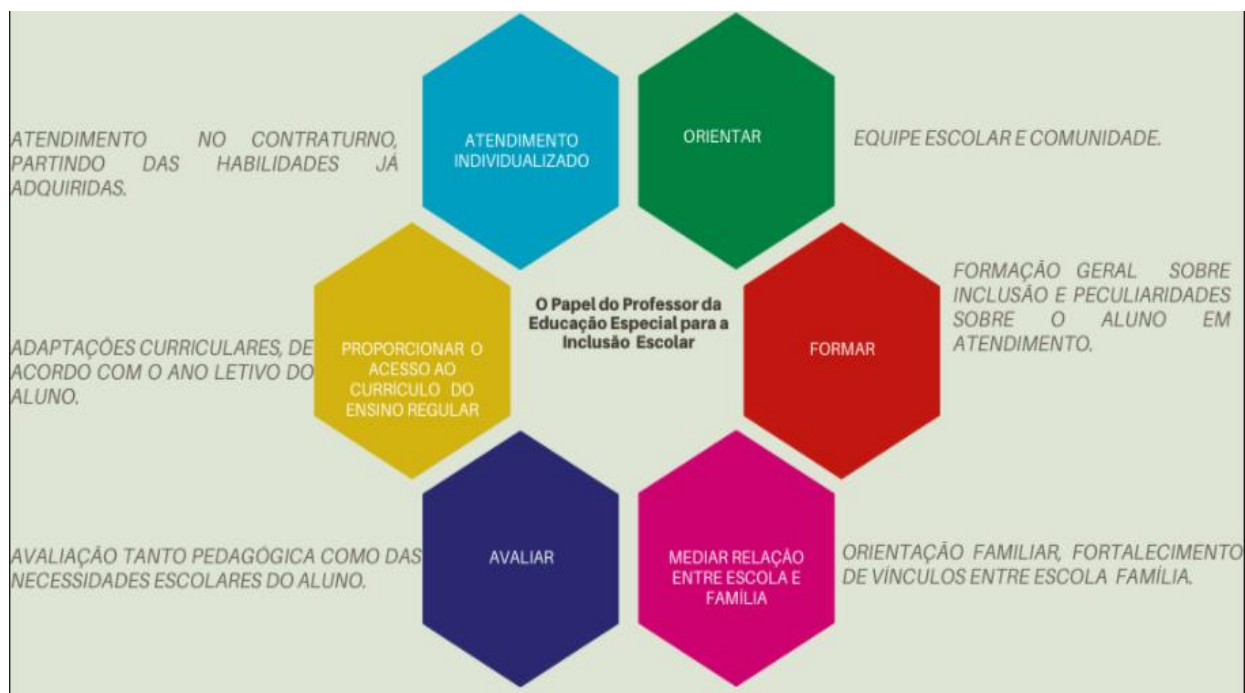 ATENDIMENTO NO CONTRATURNO,
PARTINDO DAS HABILIDADES JÁ
ADQUIRIDAS.
ATENDIMENTO
INDIVIDUALIZADO
ORIENTAR
EQUIPE ESCOLAR E COMUNIDADE.
ADAPTAÇÕES CURRICULARES, DE
ACORDO COM O ANO LETIVO DO
ALUNO.
PROPORCIONAR O
ACESSO AO
CURRÍCULO DO
ENSINO REGULAR
O Papel do Professor da
Educação Especial para a
Inclusão Escolar
FORMAR
FORMAÇÃO GERAL SOBRE
INCLUSÃO E PECULIARIDADES
SOBRE O ALUNO EM
ATENDIMENTO.
AVALIAÇÃO TANTO PEDAGÓGICA COMO DAS
NECESSIDADES ESCOLARES DO ALUNO.
AVALIAR
MEDIAR RELAÇÃO
ENTRE ESCOLA E
FAMÍLIA
ORIENTAÇÃO FAMILIAR, FORTALECIMENTO
DE VÍNCULOS ENTRE ESCOLA FAMÍLIA.